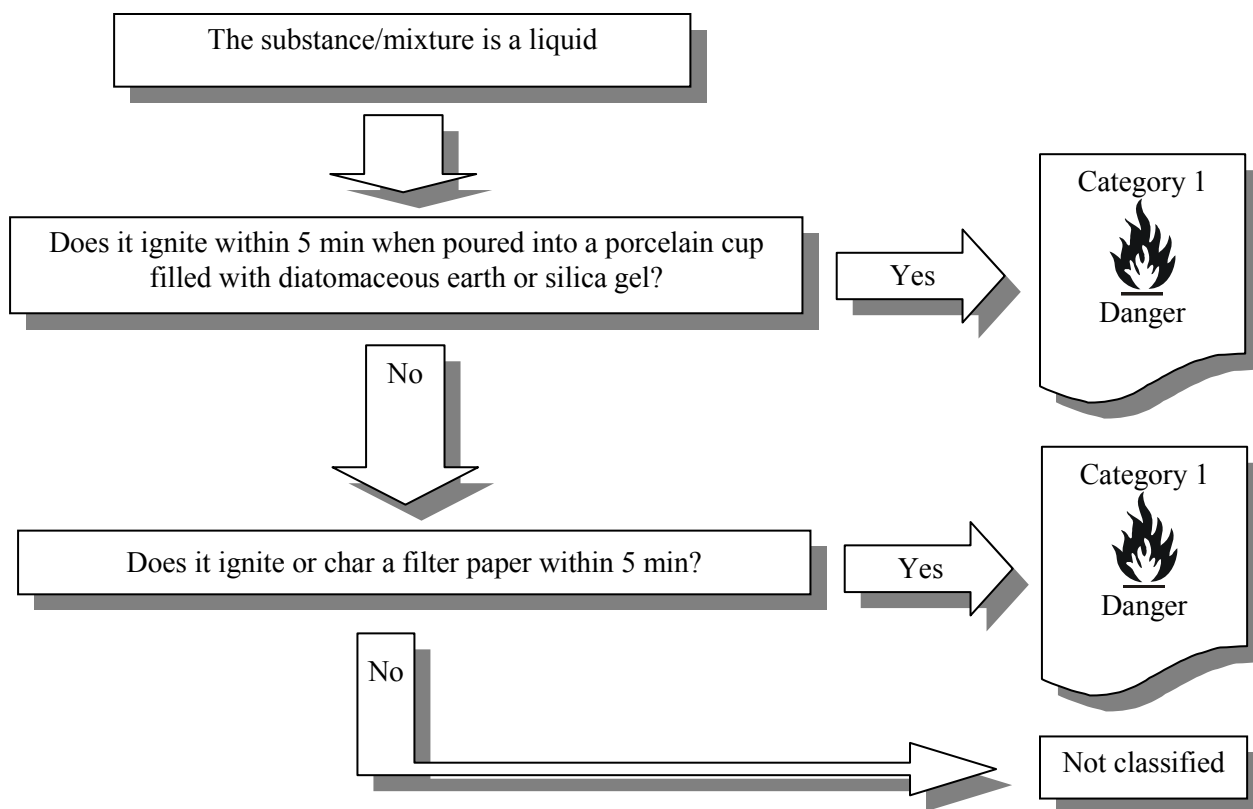 The substance/mixture is a liquid
Does it ignite within 5 min when poured into a porcelain cup
filled with diatomaceous earth or silica gel?
Yes
Category 1
Danger
No
Does it ignite or char a filter paper within 5 min?
Yes
Category 1
Danger
No
Not classified